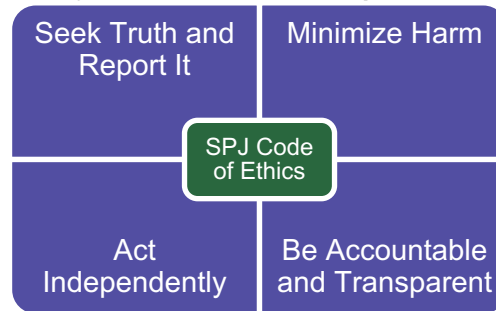 Seek Truth and
Report It
Minimize Harm
SPJ Code
of Ethics
Act
Independently
Be Accountable
and Transparent